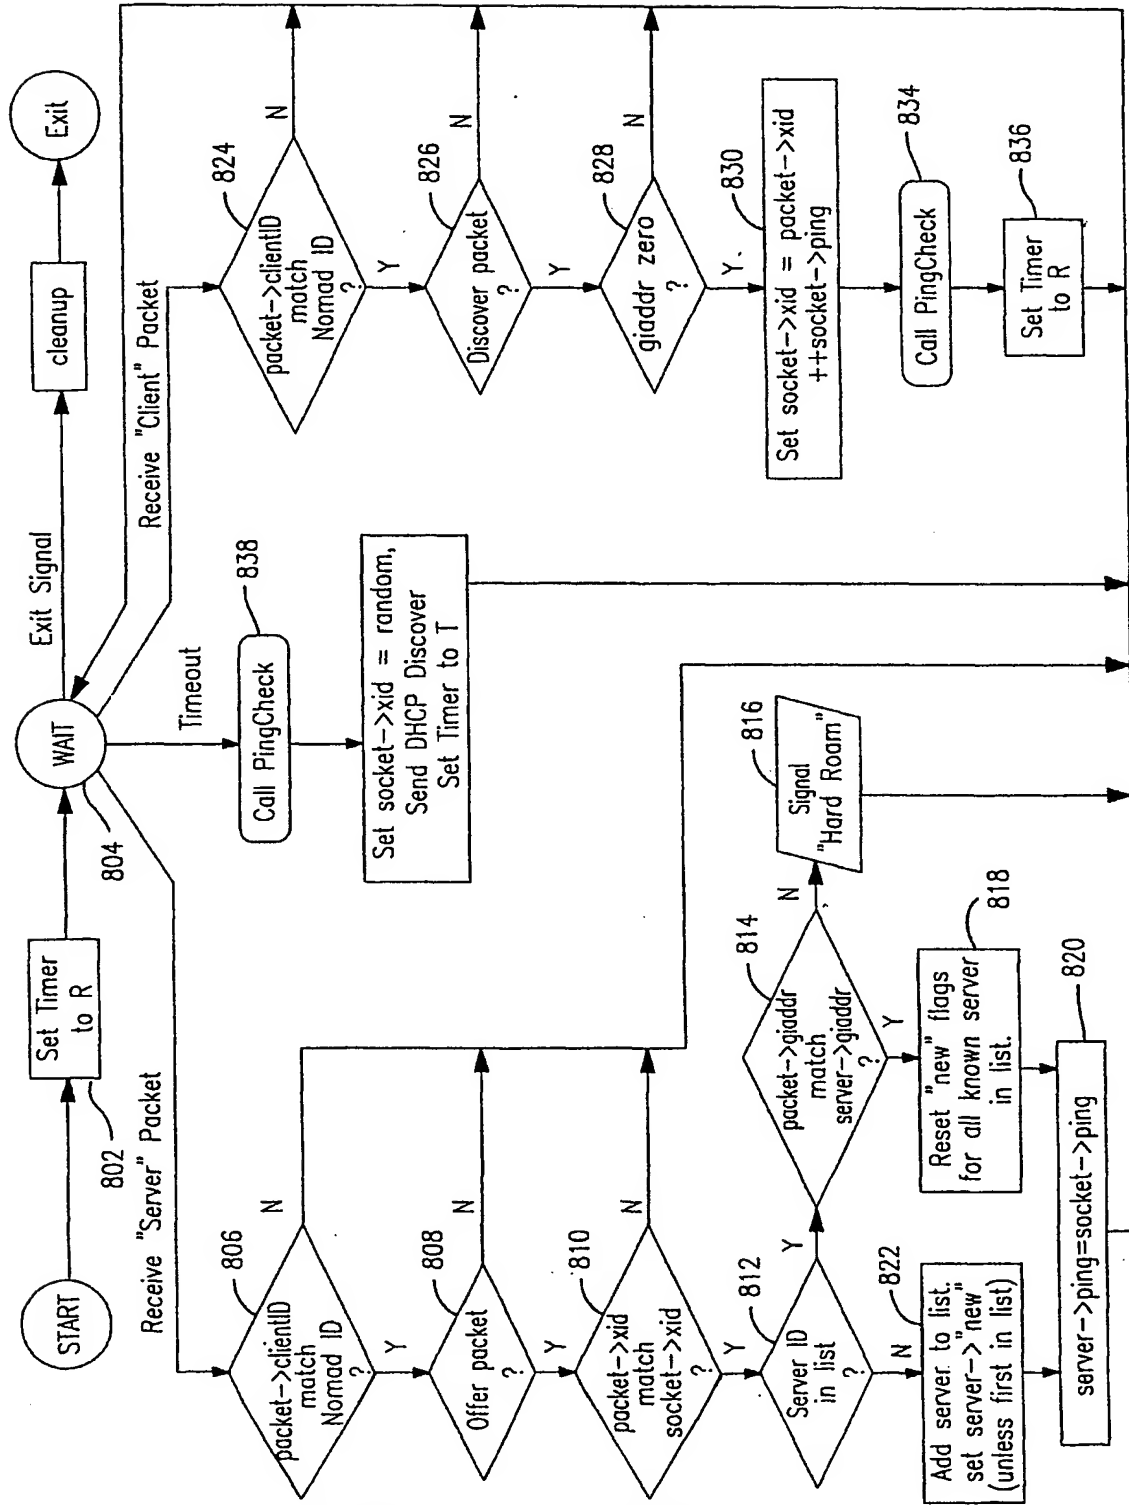 START
Set Timer
to R
802
WAIT
804
Exit Signal
cleanup
Exit
Receive "Server" Packet
Timeout
Receive "Client" Packet
packet->clientID
match
Nomad ID
?
806
N
Y
Offer packet
?
808
N
Y
packet->xid
match
socket->xid
?
810
N
Y
Server ID
in list
?
812
Y
N
packet->giaddr
match
server->giaddr
?
814
N
Y
Signal
"Hard Roam"
816
Reset "new" flags
for all known server
in list.
818
Add server to list.
set server->"new"
(unless first in list)
822
server->ping=socket->ping
820
Call PingCheck
838
Set socket->xid = random,
Send DHCP Discover
Set Timer to T
packet->clientID
match
Nomad ID
?
824
N
Y
Discover packet
?
826
N
Y
giaddr zero
?
828
N
Y
Set socket->xid = packet->xid
++socket->ping
830
Call PingCheck
834
Set Timer
to R
836